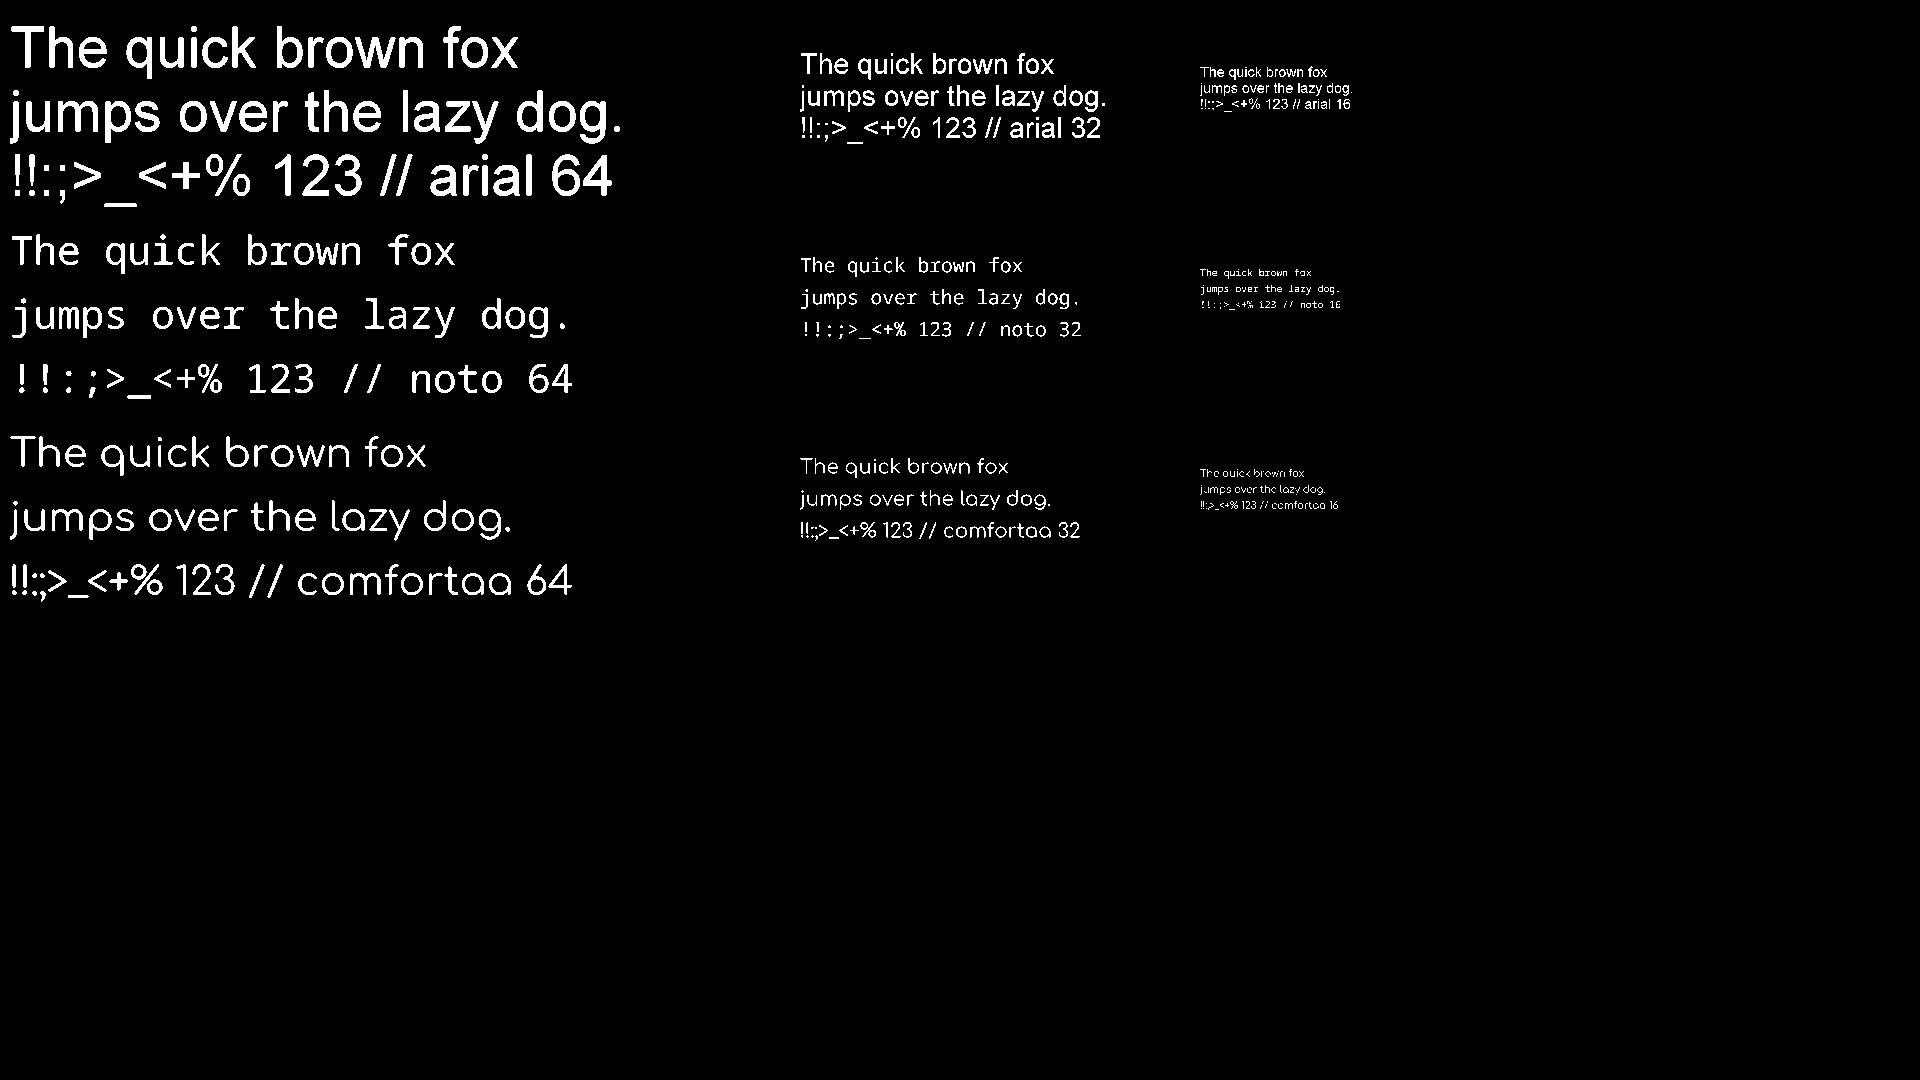 The quick brown fox
jumps over the lazy dog.
!!:;>_<+% 123 // arial 64
The quick brown fox
jumps over the lazy dog.
!!:;>_<+% 123 // arial 32
The quick brown fox
jumps over the lazy dog.
!!:;>_<+% 123 // arial 16
The quick brown fox
jumps over the lazy dog.
!!:;>_<+% 123 // noto 64
The quick brown fox
jumps over the lazy dog.
!!:;>_<+% 123 // noto 32
The quick brown fox
jumps over the lazy dog.
!!:;>_<+% 123 // noto 16
The quick brown fox
jumps over the lazy dog.
!!:;>_<+% 123 // comfortaa 64
The quick brown fox
jumps over the lazy dog.
!!:;>_<+% 123 // comfortaa 32
The quick brown fox
jumps over the lazy dog.
!!:;>_<+% 123 // comfortaa 16